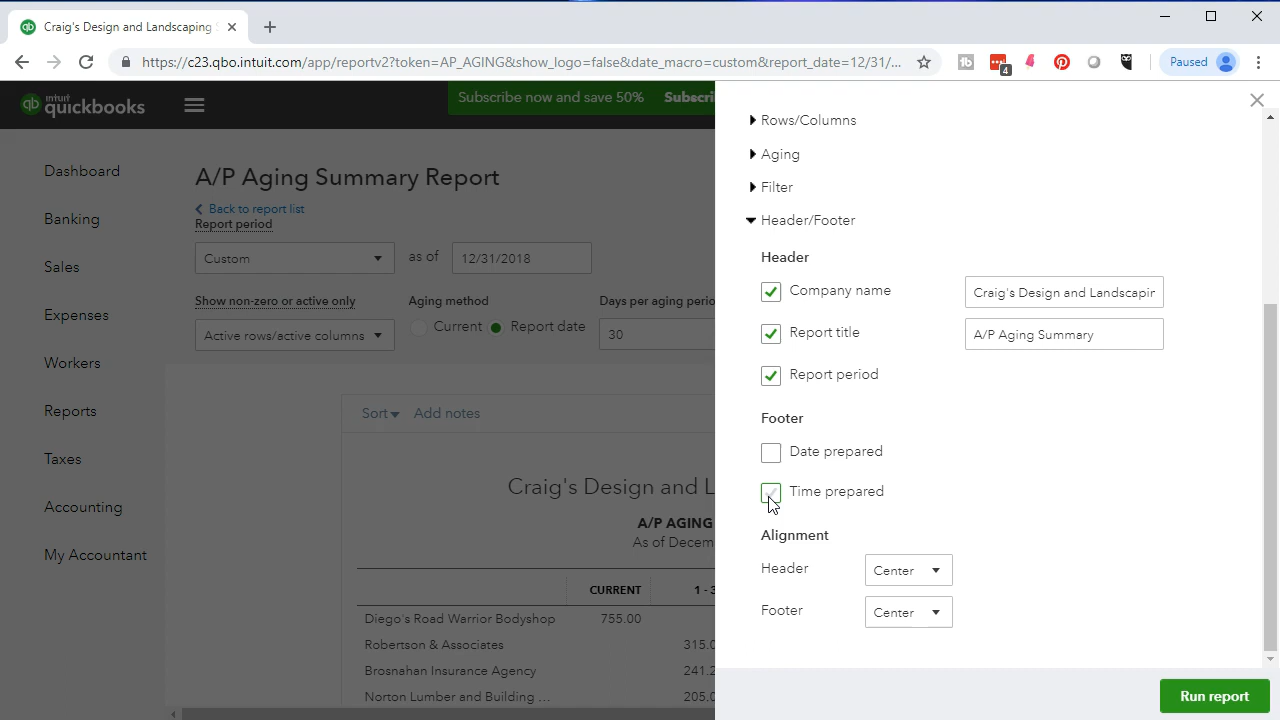 Craig's Design and Landscaping
https://c23.qbo.intuit.com/app/reportv2?token=AP_AGING&show_logo=false&date_macro=custom&report_date=12/31/...
4
Paused
qb intuit quickbooks
Subscribe now and save 50%
Dashboard
Banking
Sales
Expenses
Workers
Reports
Taxes
Accounting
My Accountant
A/P Aging Summary Report
Back to report list
Report period
Custom
as of
12/31/2018
Show non-zero or active only
Aging method
Days per aging perio
Active rows/active columns
Current
Report date
30
Sort
Add notes
Craig's Design and L
A/P AGING
As of Decem
CURRENT
1 - 3
Diego's Road Warrior Bodyshop 755.00
Robertson & Associates 315.0
Brosnahan Insurance Agency 241.2
Norton Lumber and Building ... 205.0
Rows/Columns
Aging
Filter
Header/Footer
Header
Company name
Craig's Design and Landscapin
Report title
A/P Aging Summary
Report period
Footer
Date prepared
Time prepared
Alignment
Header
Center
Footer
Center
Run report